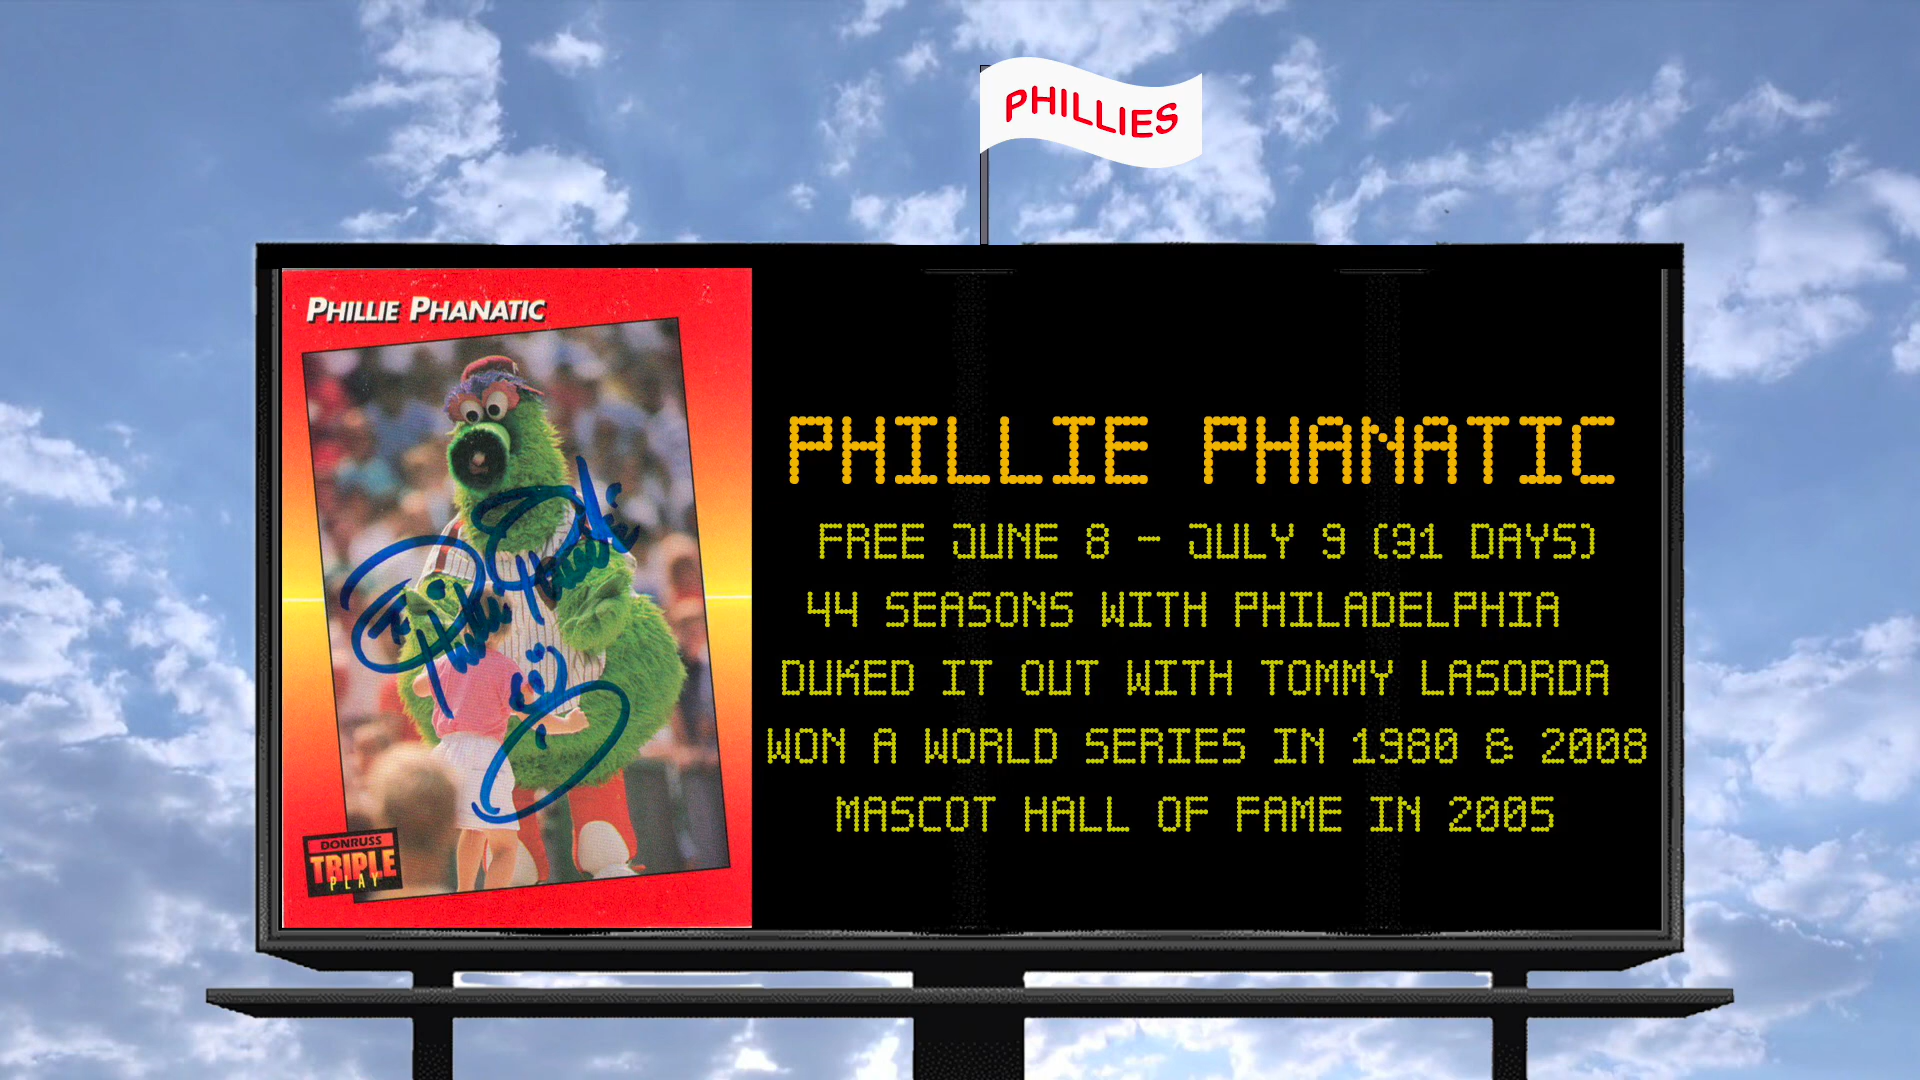 PHILLIES
PHILLIE PHANATIC
DONRUSS
TRIPLE
PLAY
PHILLIE PHANATIC
FREE JUNE 8 - JULY 9 (91 DAYS)
44 SEASONS WITH PHILADELPHIA
DUKED IT OUT WITH TOMMY LASORDA
WON A WORLD SERIES IN 1980 & 2008
MASCOT HALL OF FAME IN 2005